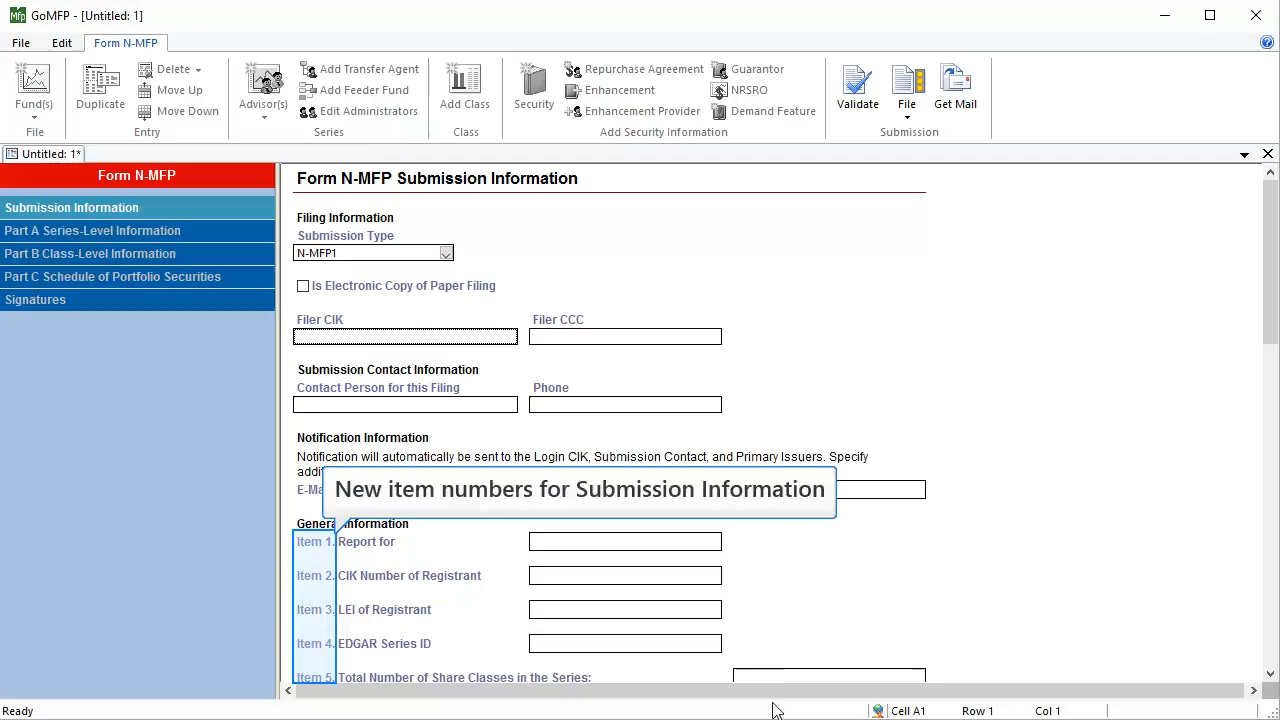 GoMFP - [Untitled: 1]
File Edit Form N-MFP
Fund(s)
File
Duplicate
Delete
Move Up
Move Down
Entry
Advisor(s)
Add Transfer Agent
Add Feeder Fund
Edit Administrators
Series
Add Class
Class
Security
Repurchase Agreement
Enhancement
Enhancement Provider
Guarantor
NRSRO
Demand Feature
Add Security Information
Validate
File
Get Mail
Submission
Untitled: 1*
Form N-MFP
Submission Information
Part A Series-Level Information
Part B Class-Level Information
Part C Schedule of Portfolio Securities
Signatures
Form N-MFP Submission Information
Filing Information
Submission Type
N-MFP1
Is Electronic Copy of Paper Filing
Filer CIK Filer CCC
Submission Contact Information
Contact Person for this Filing Phone
Notification Information
Notification will automatically be sent to the Login CIK, Submission Contact, and Primary Issuers. Specify
New item numbers for Submission Information
General Information
Item 1. Report for
Item 2. CIK Number of Registrant
Item 3. LEI of Registrant
Item 4. EDGAR Series ID
Item 5. Total Number of Share Classes in the Series:
Ready Cell A1 Row 1 Col 1